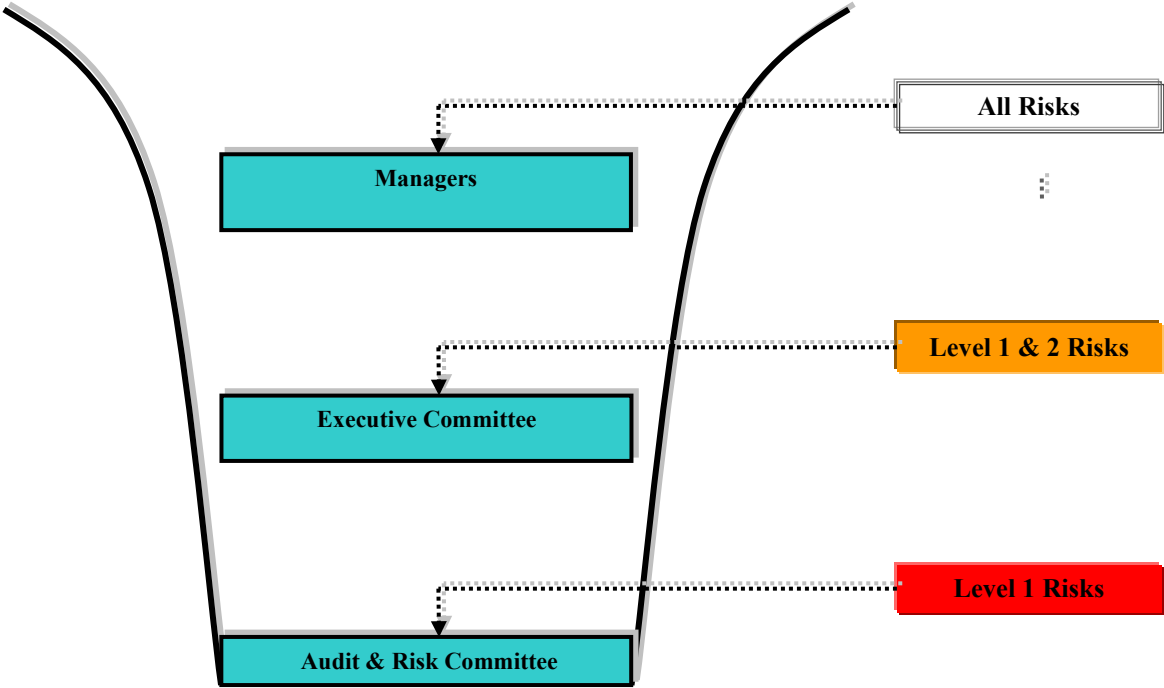 All Risks
Managers
Level 1 & 2 Risks
Executive Committee
Level 1 Risks
Audit & Risk Committee